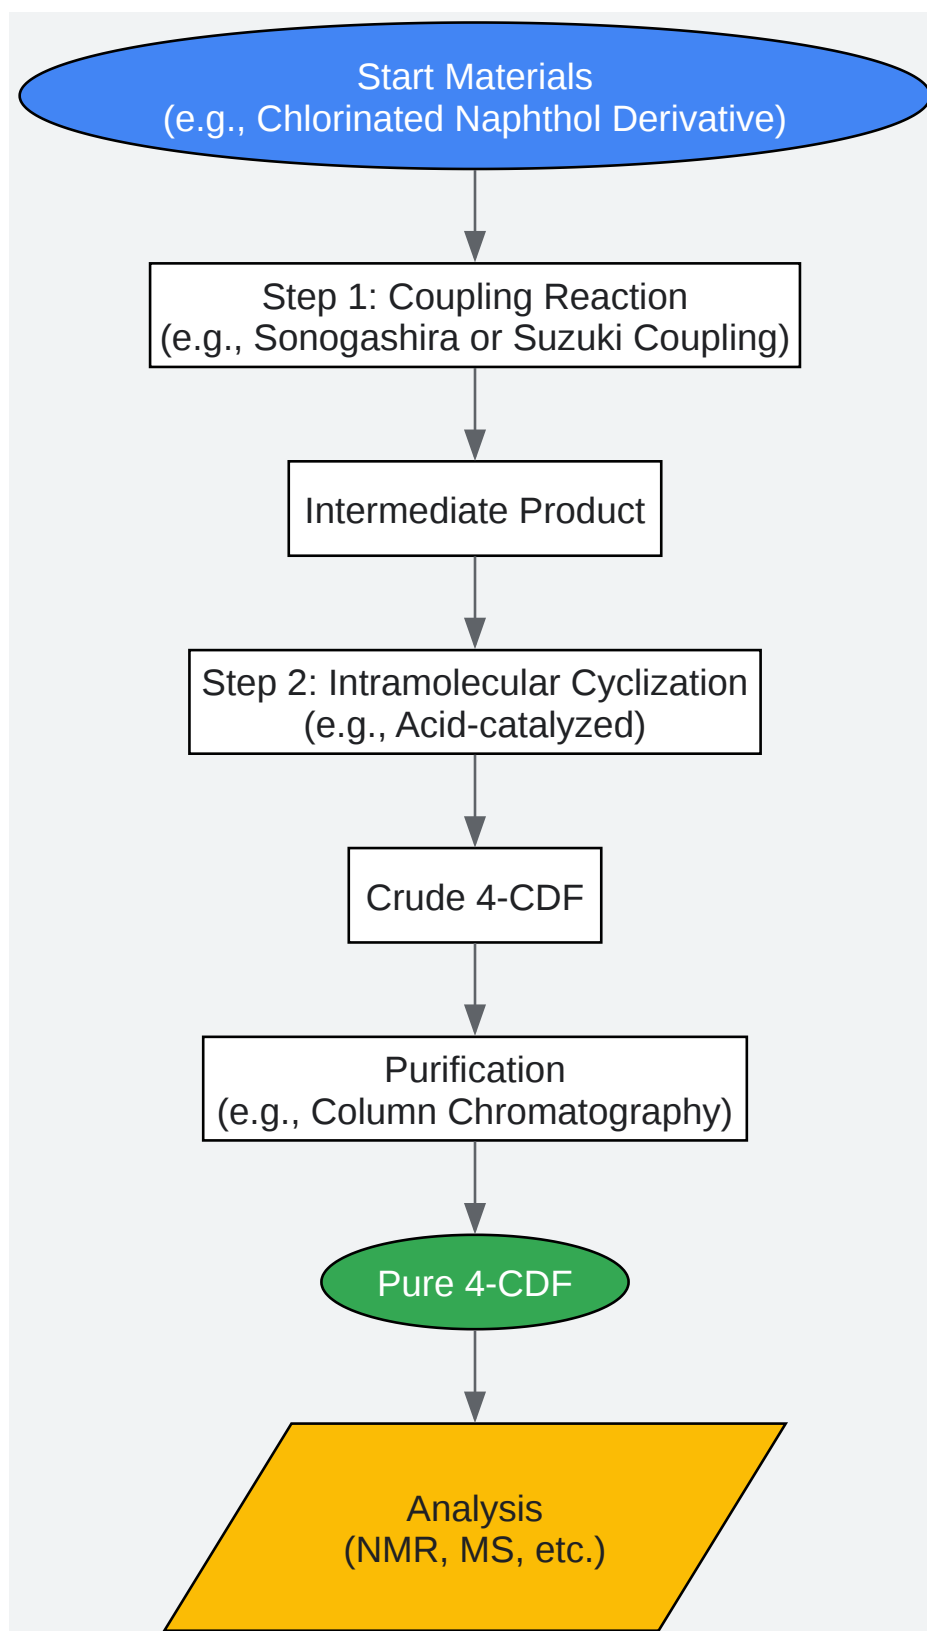 Start Materials
(e.g., Chlorinated Naphthol Derivative)
Step 1: Coupling Reaction
(e.g., Sonogashira or Suzuki Coupling)
Intermediate Product
Step 2: Intramolecular Cyclization
(e.g., Acid-catalyzed)
Crude 4-CDF
Purification
(e.g., Column Chromatography)
Pure 4-CDF
Analysis
(NMR, MS, etc.)